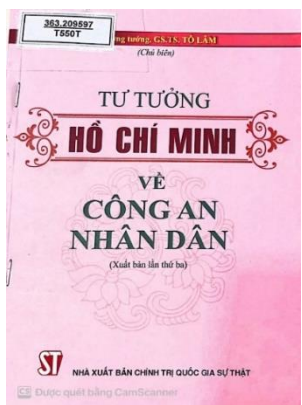 363.209597
T550T
tướng, GS.TS. TÔ LÂM
(Chủ biên)
TƯ TƯỞNG
HỒ CHÍ MINH
VỀ
CÔNG AN
NHÂN DÂN
(Xuất bản lần thứ ba)
ST
NHÀ XUẤT BẢN CHÍNH TRỊ QUỐC GIA SỰ THẬT
CS Được quét bằng CamScanner